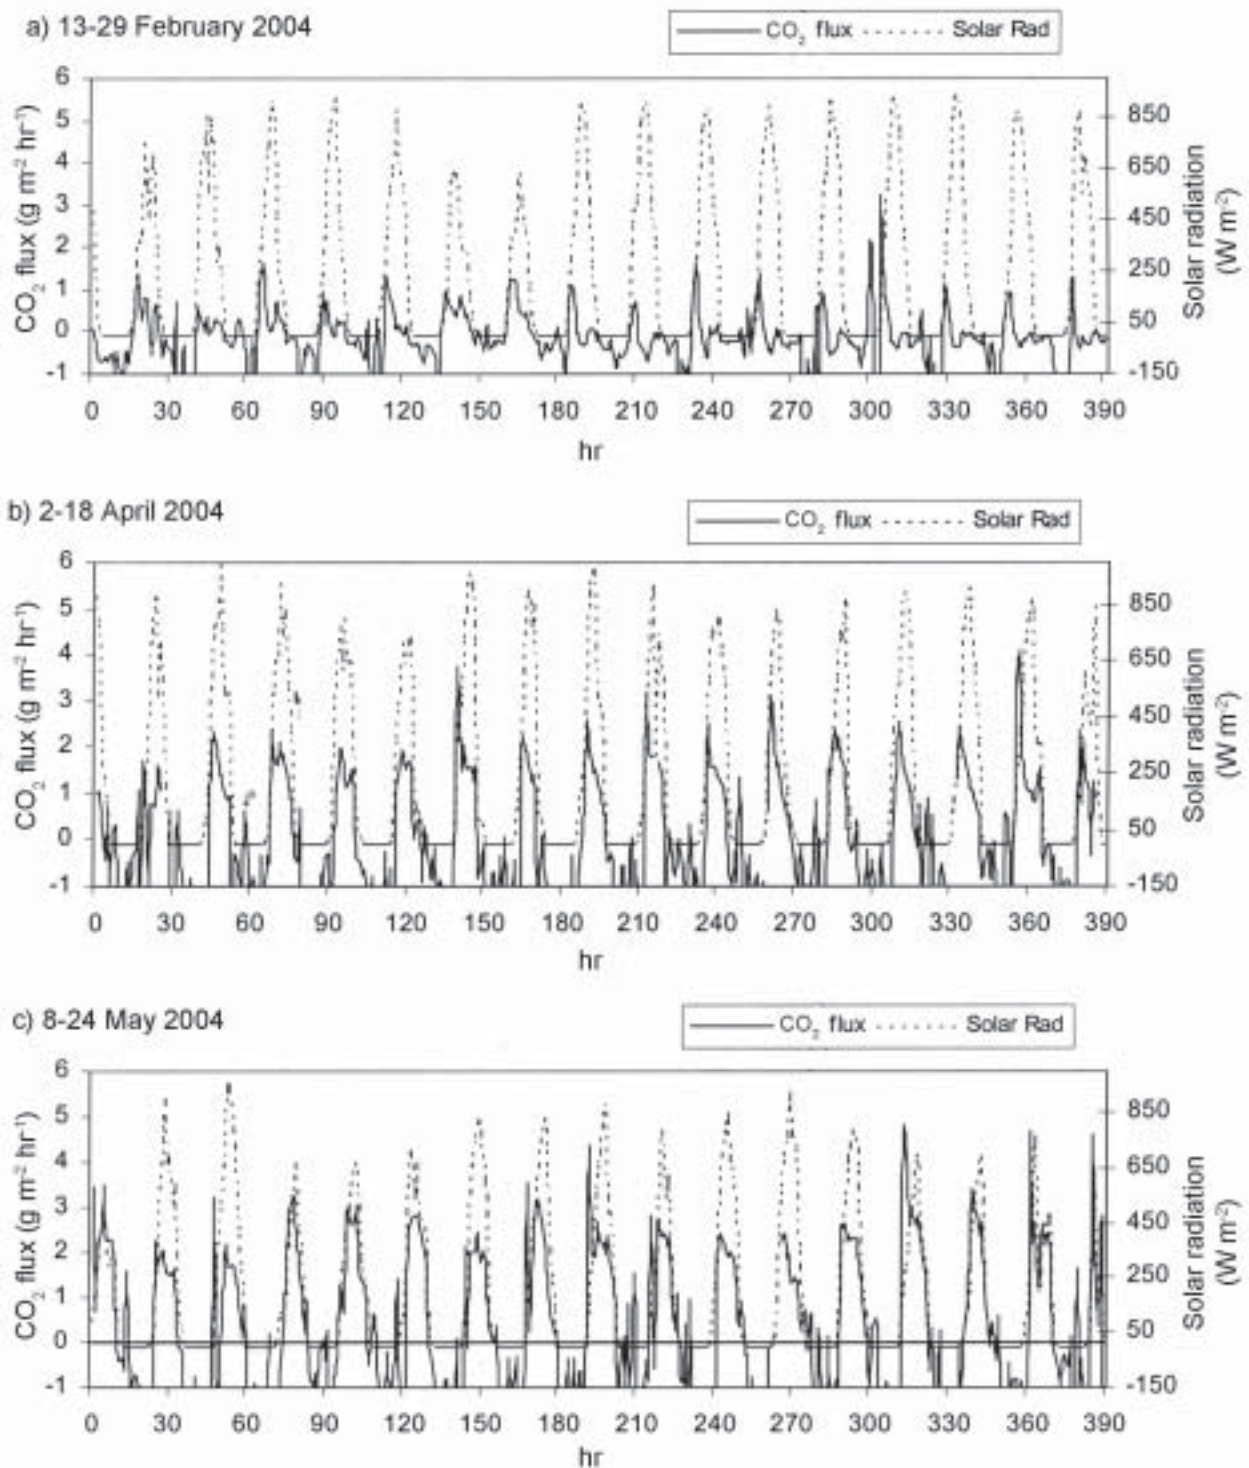 a) 13-29 February 2004
CO₂ flux Solar Rad
6
5
4
3
2
1
0
-1
CO₂ flux (g m⁻² hr⁻¹)
850
650
450
250
50
-150
Solar radiation
(W m⁻²)
0 30 60 90 120 150 180 210 240 270 300 330 360 390
hr
b) 2-18 April 2004
CO₂ flux Solar Rad
6
5
4
3
2
1
0
-1
CO₂ flux (g m⁻² hr⁻¹)
850
650
450
250
50
-150
Solar radiation
(W m⁻²)
0 30 60 90 120 150 180 210 240 270 300 330 360 390
hr
c) 8-24 May 2004
CO₂ flux Solar Rad
6
5
4
3
2
1
0
-1
CO₂ flux (g m⁻² hr⁻¹)
850
650
450
250
50
-150
Solar radiation
(W m⁻²)
0 30 60 90 120 150 180 210 240 270 300 330 360 390
hr